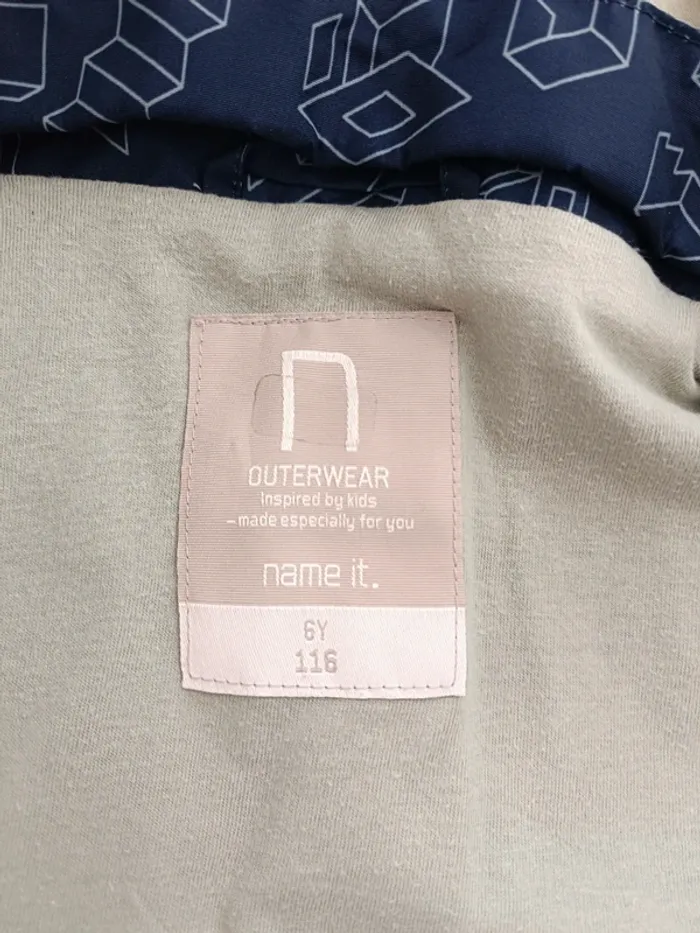 OUTERWEAR
Inspired by kids
–made especially for you
name it.
6Y
116